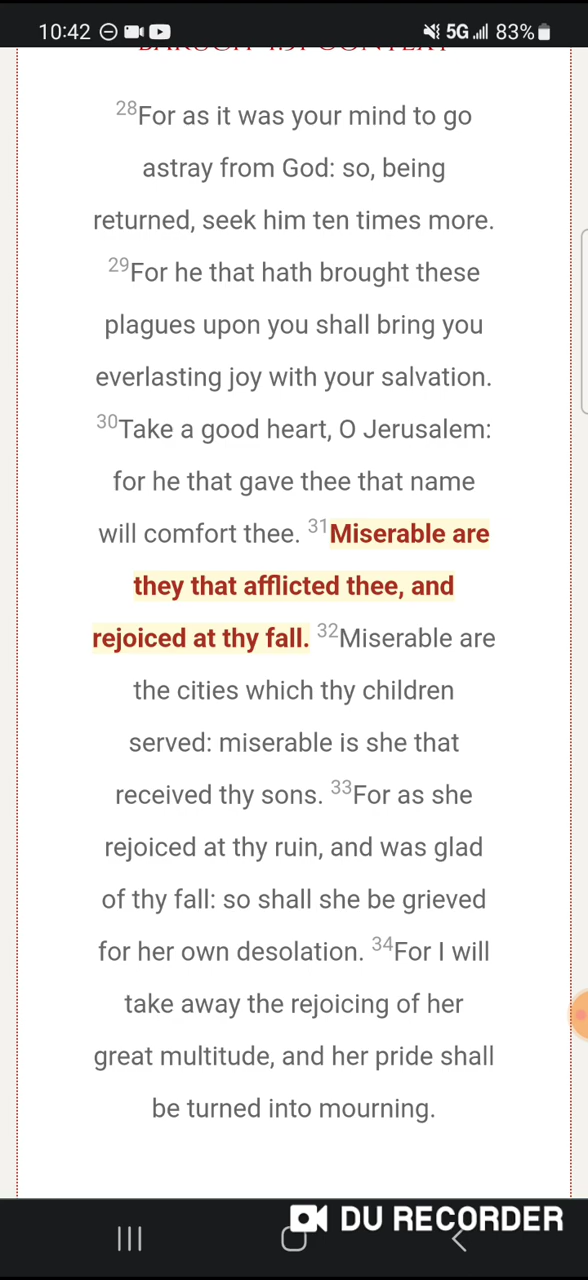 10:42 5G 83%
28For as it was your mind to go
astray from God: so, being
returned, seek him ten times more.
29For he that hath brought these
plagues upon you shall bring you
everlasting joy with your salvation.
30Take a good heart, O Jerusalem:
for he that gave thee that name
will comfort thee. 31Miserable are
they that afflicted thee, and
rejoiced at thy fall. 32Miserable are
the cities which thy children
served: miserable is she that
received thy sons. 33For as she
rejoiced at thy ruin, and was glad
of thy fall: so shall she be grieved
for her own desolation. 34For I will
take away the rejoicing of her
great multitude, and her pride shall
be turned into mourning.
DU RECORDER